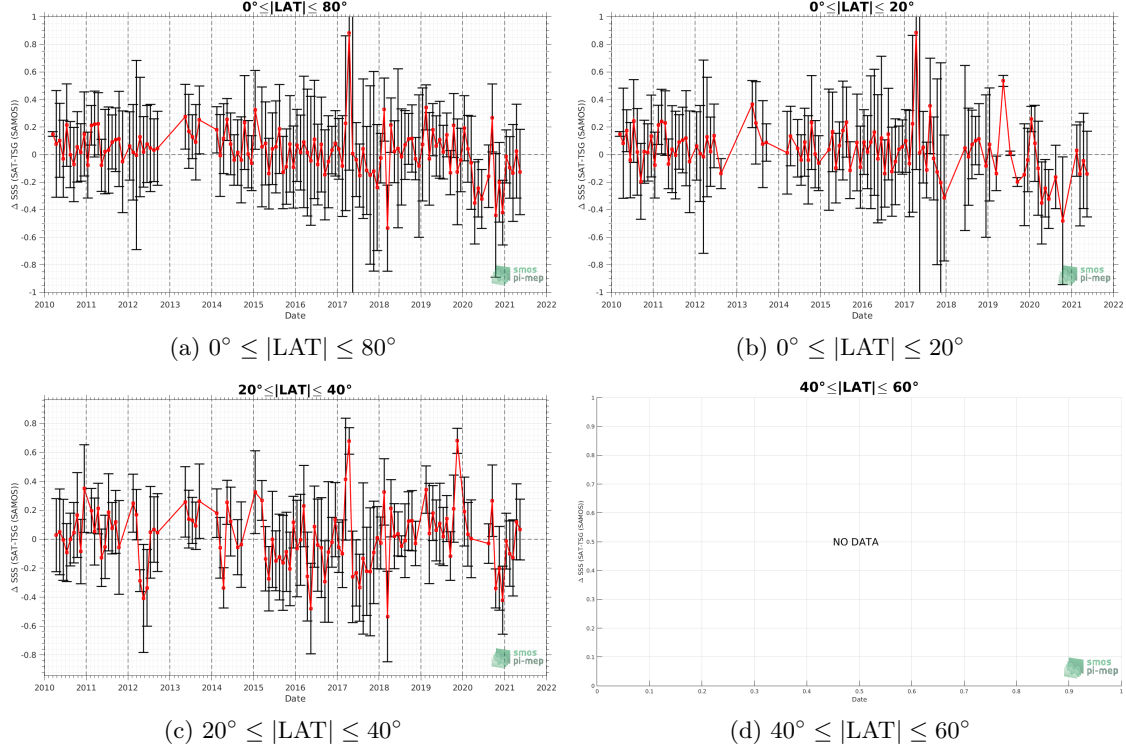 0°≤|LAT|≤ 80°
Δ SSS (SAT-TSG (SAMOS))
1
0.8
0.6
0.4
0.2
0
-0.2
-0.4
-0.6
-0.8
-1
2010 2011 2012 2013 2014 2015 2016 2017 2018 2019 2020 2021 2022
Date
smos
pi-mep
(a) 0° ≤ |LAT| ≤ 80°
0°≤|LAT|≤ 20°
Δ SSS (SAT-TSG (SAMOS))
1
0.8
0.6
0.4
0.2
0
-0.2
-0.4
-0.6
-0.8
-1
2010 2011 2012 2013 2014 2015 2016 2017 2018 2019 2020 2021 2022
Date
smos
pi-mep
(b) 0° ≤ |LAT| ≤ 20°
20°≤|LAT|≤ 40°
Δ SSS (SAT-TSG (SAMOS))
0.8
0.6
0.4
0.2
0
-0.2
-0.4
-0.6
-0.8
2010 2011 2012 2013 2014 2015 2016 2017 2018 2019 2020 2021 2022
Date
smos
pi-mep
(c) 20° ≤ |LAT| ≤ 40°
40°≤|LAT|≤ 60°
Δ SSS (SAT-TSG (SAMOS))
1
0.9
0.8
0.7
0.6
0.5
0.4
0.3
0.2
0.1
0
NO DATA
0 0.1 0.2 0.3 0.4 0.5 0.6 0.7 0.8 0.9 1
Date
smos
pi-mep
(d) 40° ≤ |LAT| ≤ 60°